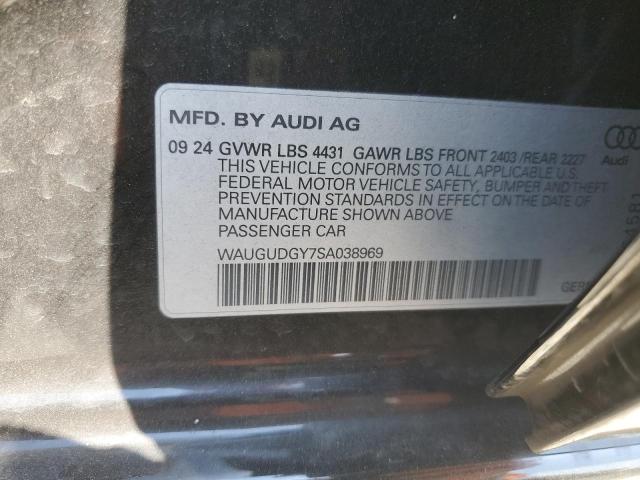 MFD. BY AUDI AG
09 24 GVWR LBS 4431 GAWR LBS FRONT 2403 /REAR 2227
THIS VEHICLE CONFORMS TO ALL APPLICABLE U.S.
FEDERAL MOTOR VEHICLE SAFETY, BUMPER AND THEFT
PREVENTION STANDARDS IN EFFECT ON THE DATE OF
MANUFACTURE SHOWN ABOVE
PASSENGER CAR
WAUGUDGY7SA038969
Audi